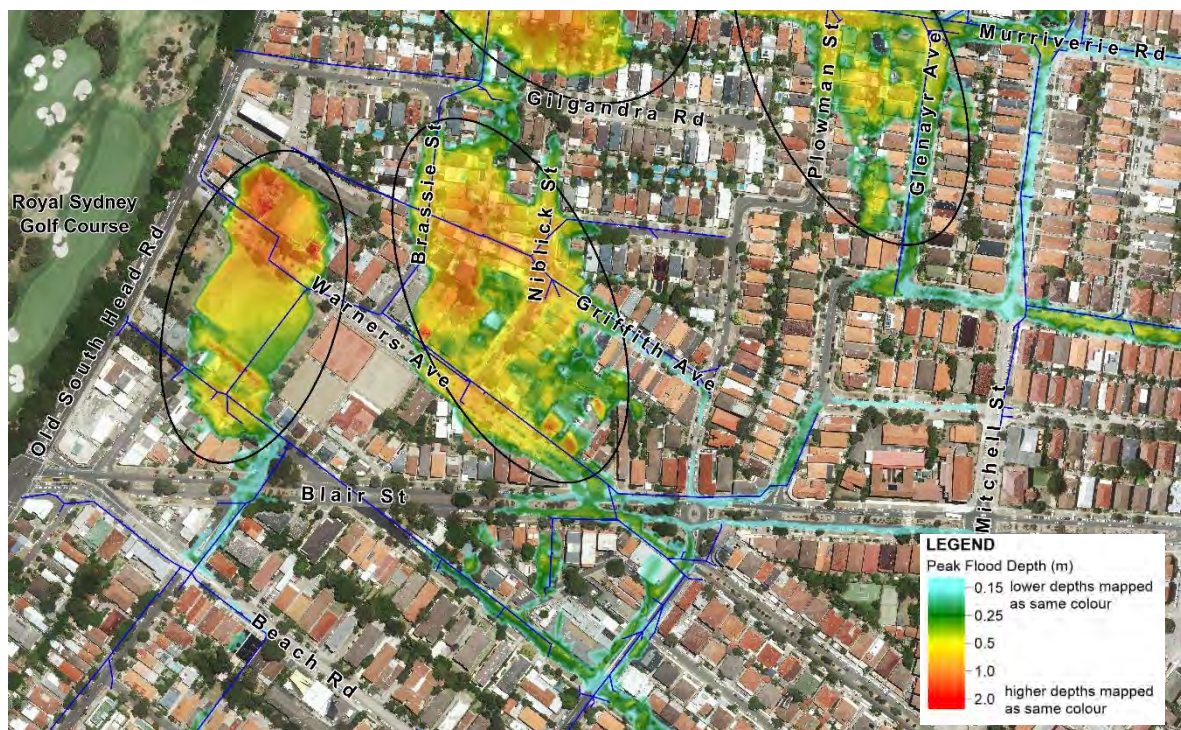 Murriverie Rd
Plowman St
Glenayr Ave
Gilgandra Rd
Brassie St
Niblick St
Royal Sydney
Golf Course
Old South Head Rd
Warners Ave
Griffith Ave
Mitchell St
Blair St
Beach Rd
LEGEND
Peak Flood Depth (m)
0.15 lower depths mapped
as same colour
0.25
0.5
1.0
2.0 higher depths mapped
as same colour